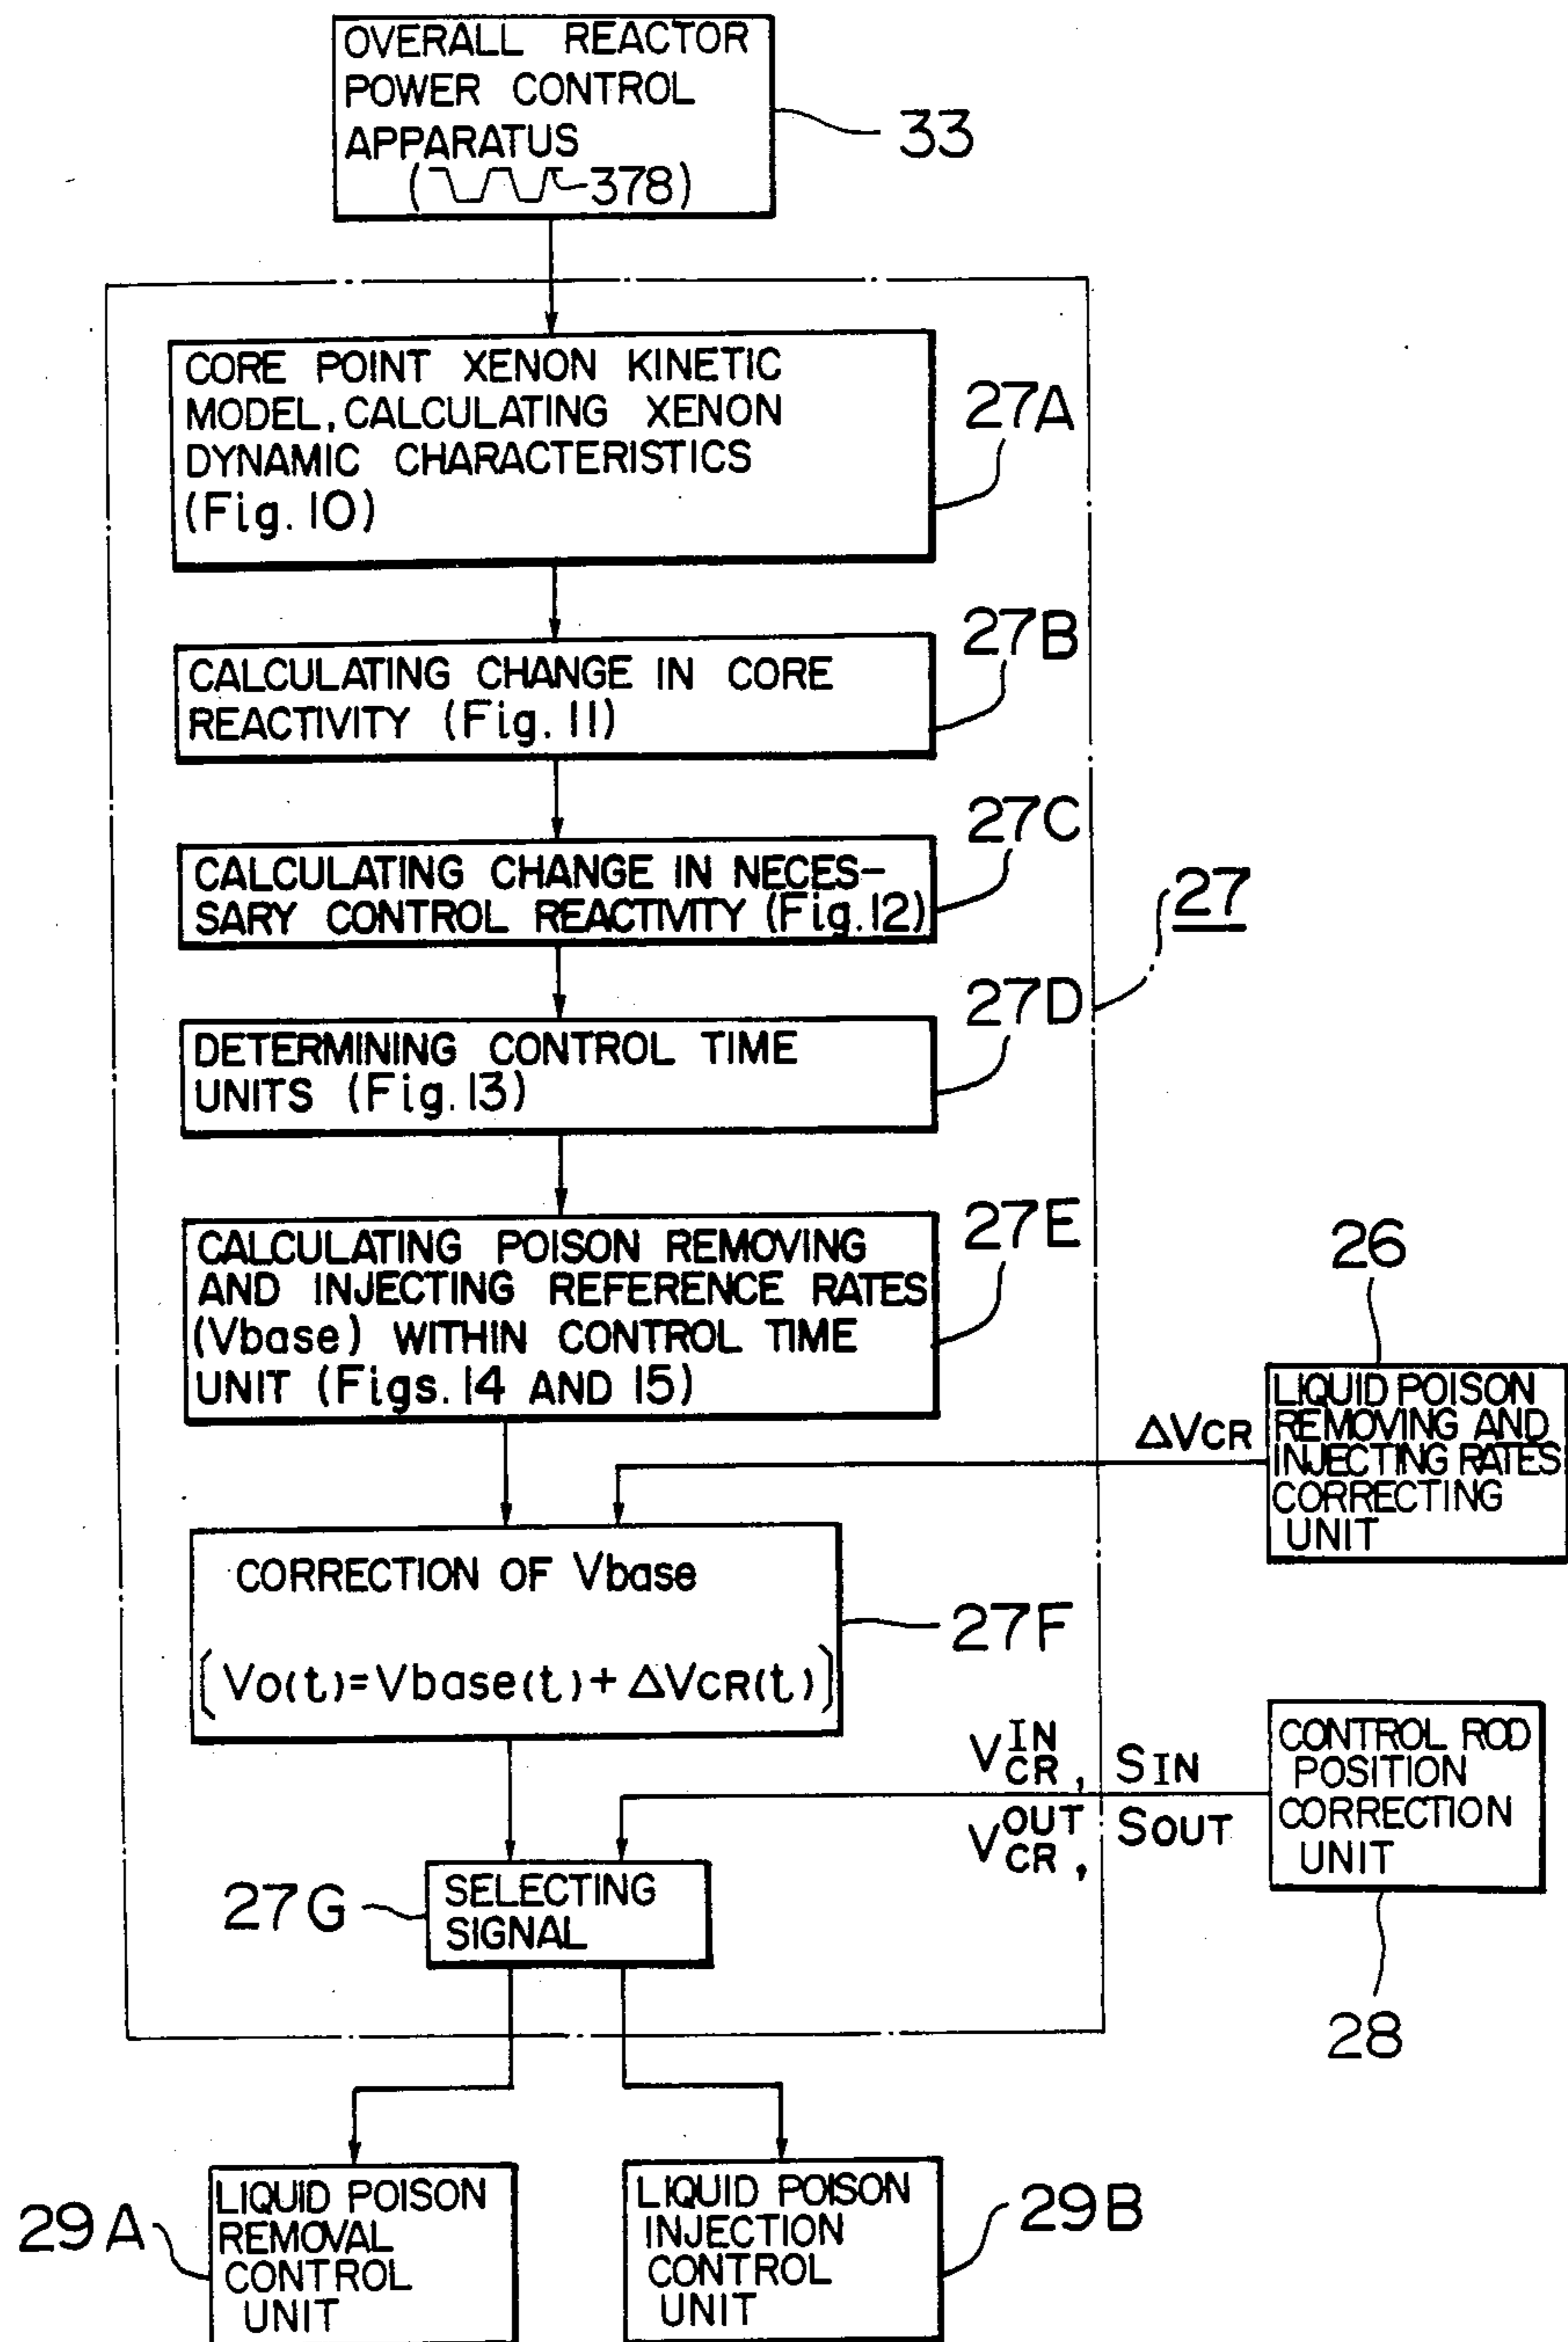 OVERALL REACTOR
POWER CONTROL
APPARATUS
( 378)
33
CORE POINT XENON KINETIC
MODEL, CALCULATING XENON
DYNAMIC CHARACTERISTICS
(Fig. 10)
27A
CALCULATING CHANGE IN CORE
REACTIVITY (Fig. 11)
27B
CALCULATING CHANGE IN NECES-
SARY CONTROL REACTIVITY (Fig. 12)
27C
27
DETERMINING CONTROL TIME
UNITS (Fig. 13)
27D
CALCULATING POISON REMOVING
AND INJECTING REFERENCE RATES
(Vbase) WITHIN CONTROL TIME
UNIT (Figs. 14 AND 15)
27E
26
LIQUID POISON
REMOVING AND
INJECTING RATES
CORRECTING
UNIT
ΔVCR
CORRECTION OF Vbase
(Vo(t)=Vbase(t)+ ΔVCR(t))
27F
V IN CR, SIN
V OUT CR, SOUT
CONTROL ROD
POSITION
CORRECTION
UNIT
28
27G
SELECTING
SIGNAL
29A
LIQUID POISON
REMOVAL
CONTROL
UNIT
LIQUID POISON
INJECTION
CONTROL
UNIT
29B